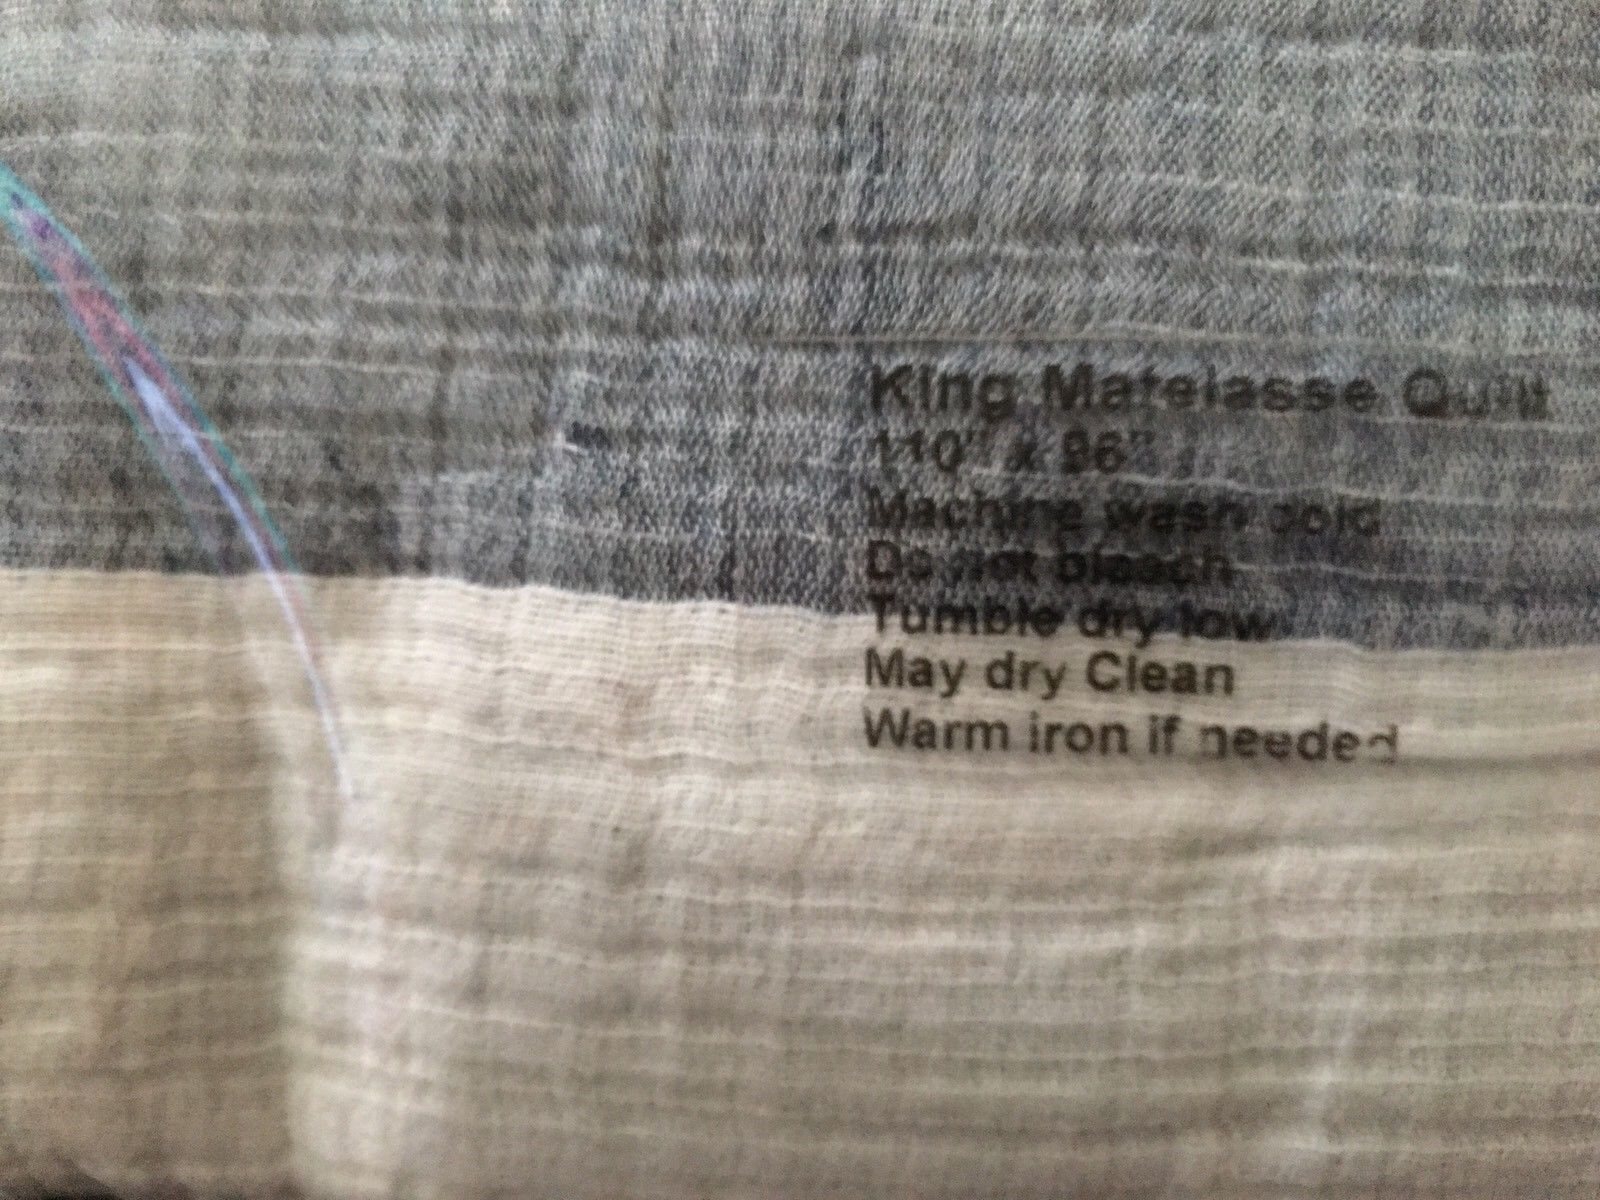 King Matelasse Quilt
110" x 96"
Machine wash cold
Do not bleach
Tumble dry low
May dry Clean
Warm iron if needed